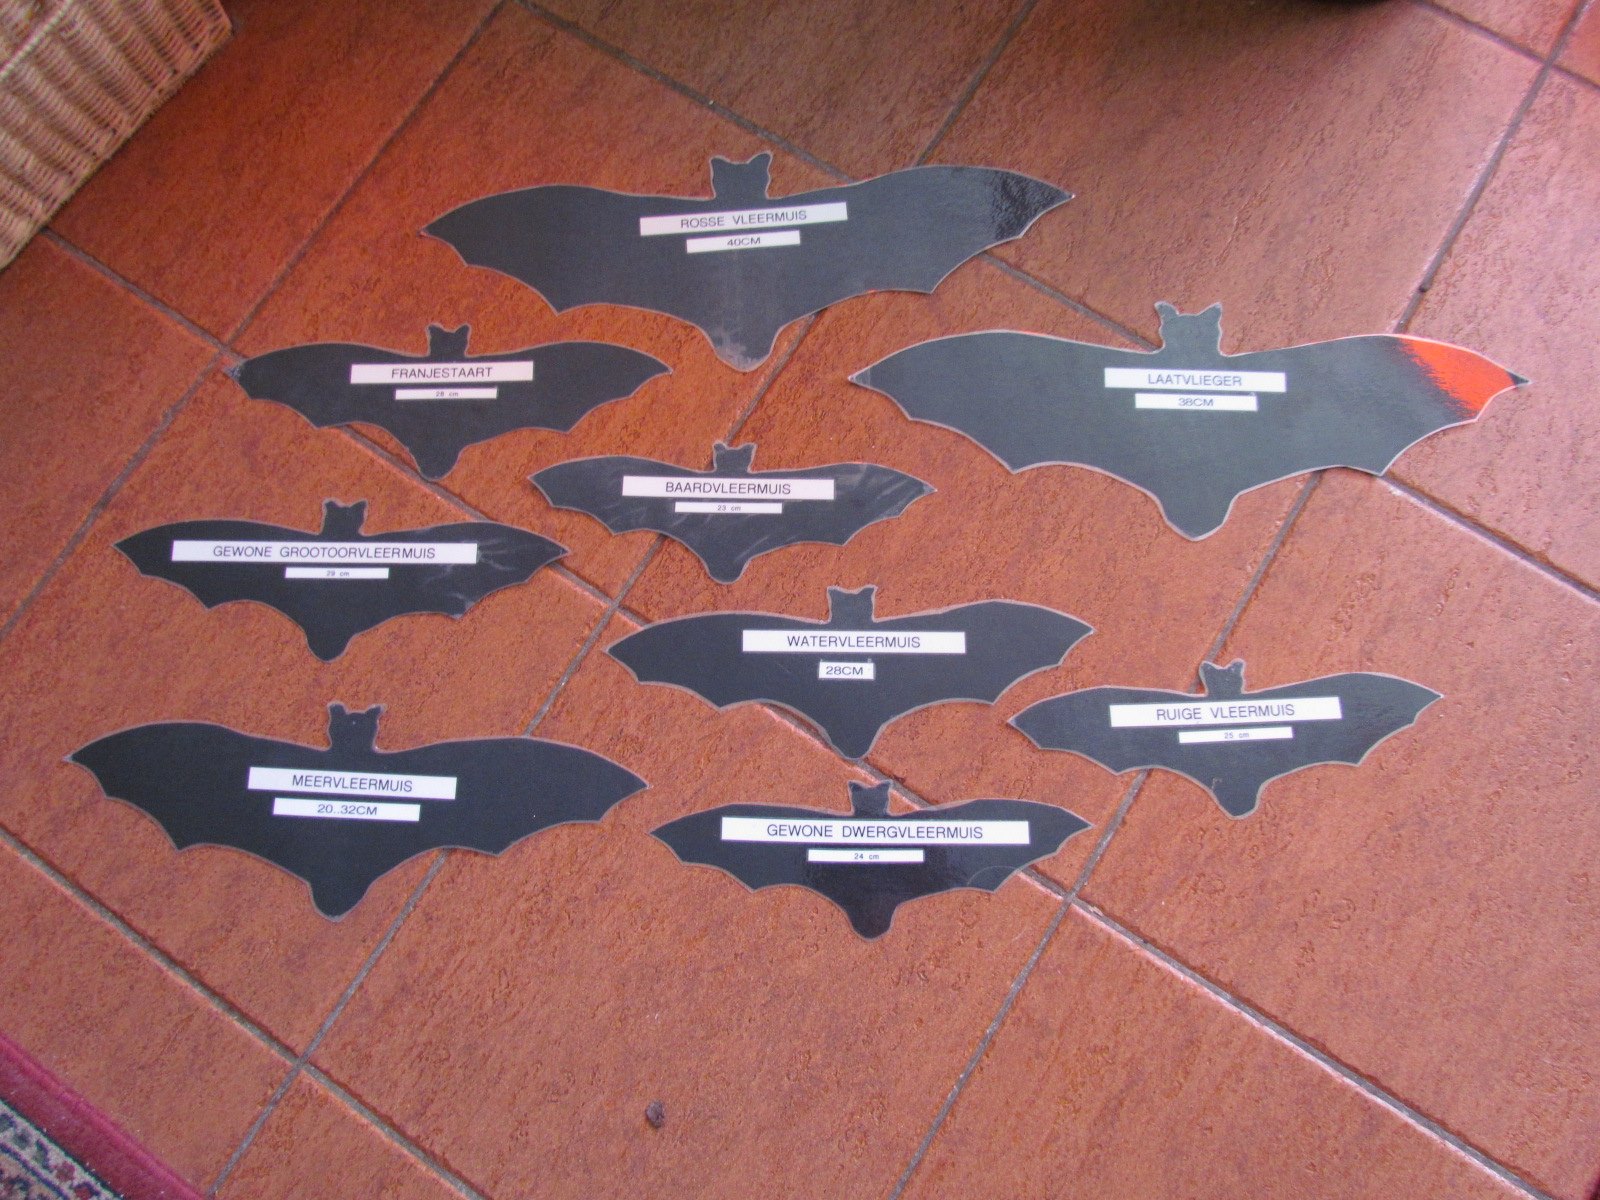 ROSSE VLEERMUIS
40CM
FRANJESTAART
28 cm
LAATVLIEGER
38CM
BAARDVLEERMUIS
23 cm
GEWONE GROOTOORVLEERMUIS
29 cm
WATERVLEERMUIS
28CM
RUIGE VLEERMUIS
25 cm
MEERVLEERMUIS
20..32CM
GEWONE DWERGVLEERMUIS
24 cm